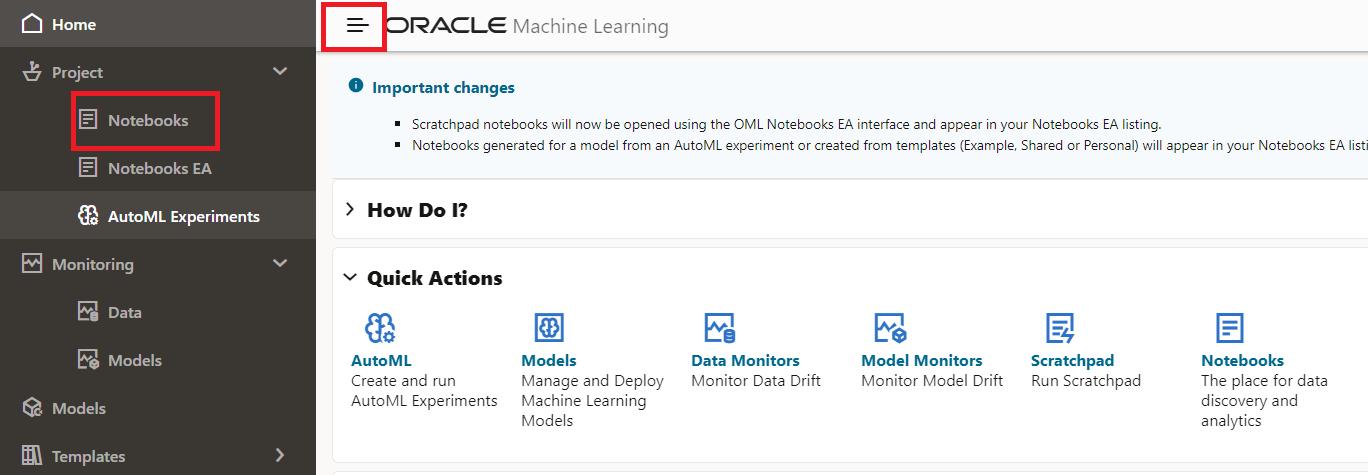 Home
Project
Notebooks
Notebooks EA
AutoML Experiments
Monitoring
Data
Models
Models
Templates
ORACLE Machine Learning
Important changes
Scratchpad notebooks will now be opened using the OML Notebooks EA interface and appear in your Notebooks EA listing.
Notebooks generated for a model from an AutoML experiment or created from templates (Example, Shared or Personal) will appear in your Notebooks EA listi
How Do I?
Quick Actions
AutoML
Create and run
AutoML Experiments
Models
Manage and Deploy
Machine Learning
Models
Data Monitors
Monitor Data Drift
Model Monitors
Monitor Model Drift
Scratchpad
Run Scratchpad
Notebooks
The place for data
discovery and
analytics